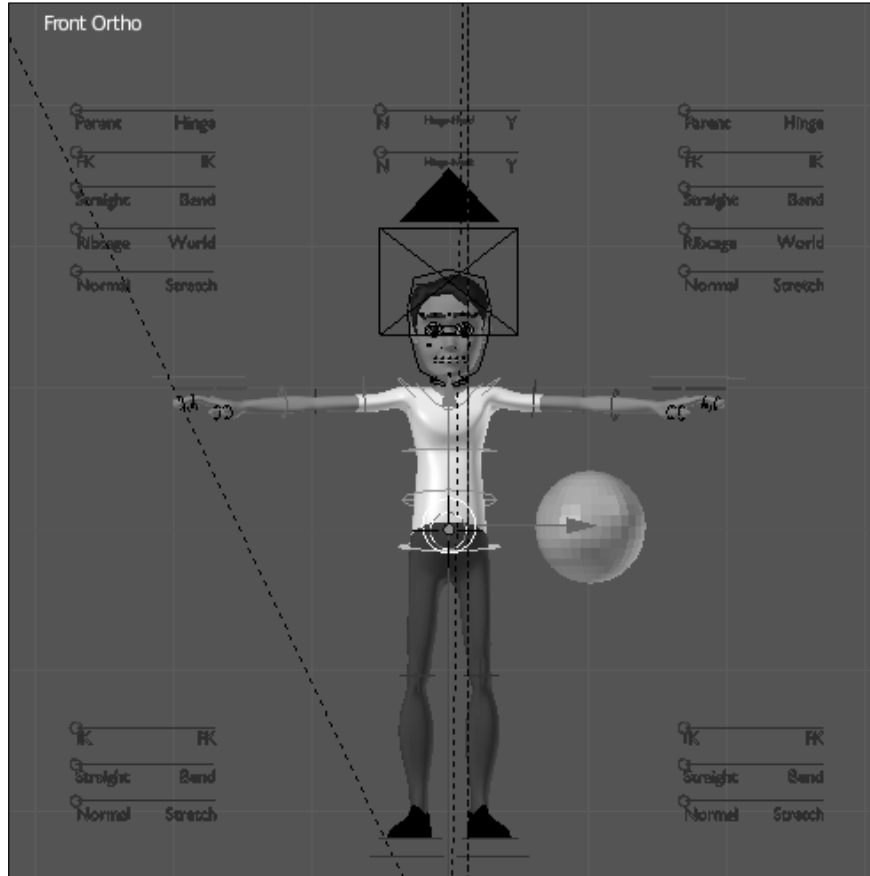 Front Ortho
Parent Hinge N Y Parent Hinge
FK IK N Y FK IK
Straight Bend Straight Bend
Ribcage World Ribcage World
Normal Stretch Normal Stretch
IK FK IK FK
Straight Bend Straight Bend
Normal Stretch Normal Stretch